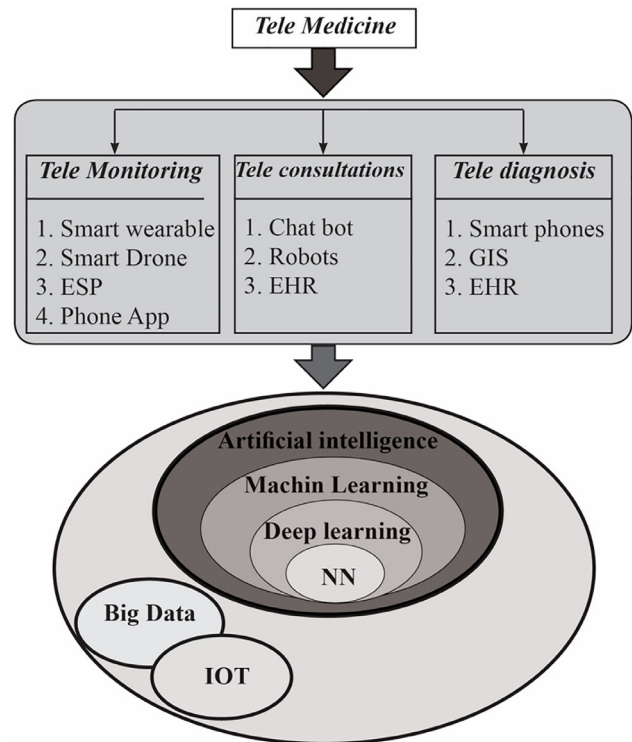 Tele Medicine
Tele Monitoring
1. Smart wearable
2. Smart Drone
3. ESP
4. Phone App
Tele consultations
1. Chat bot
2. Robots
3. EHR
Tele diagnosis
1. Smart phones
2. GIS
3. EHR
Artificial intelligence
Machin Learning
Deep learning
NN
Big Data
IOT